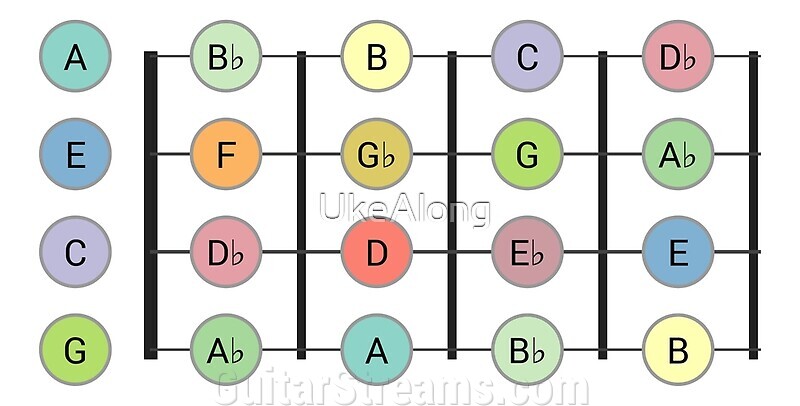 A B♭ B C D♭
E F G♭ G A♭
UkeAlong
C D♭ D E♭ E
G A♭ A B♭ B
GuitarStreams.com